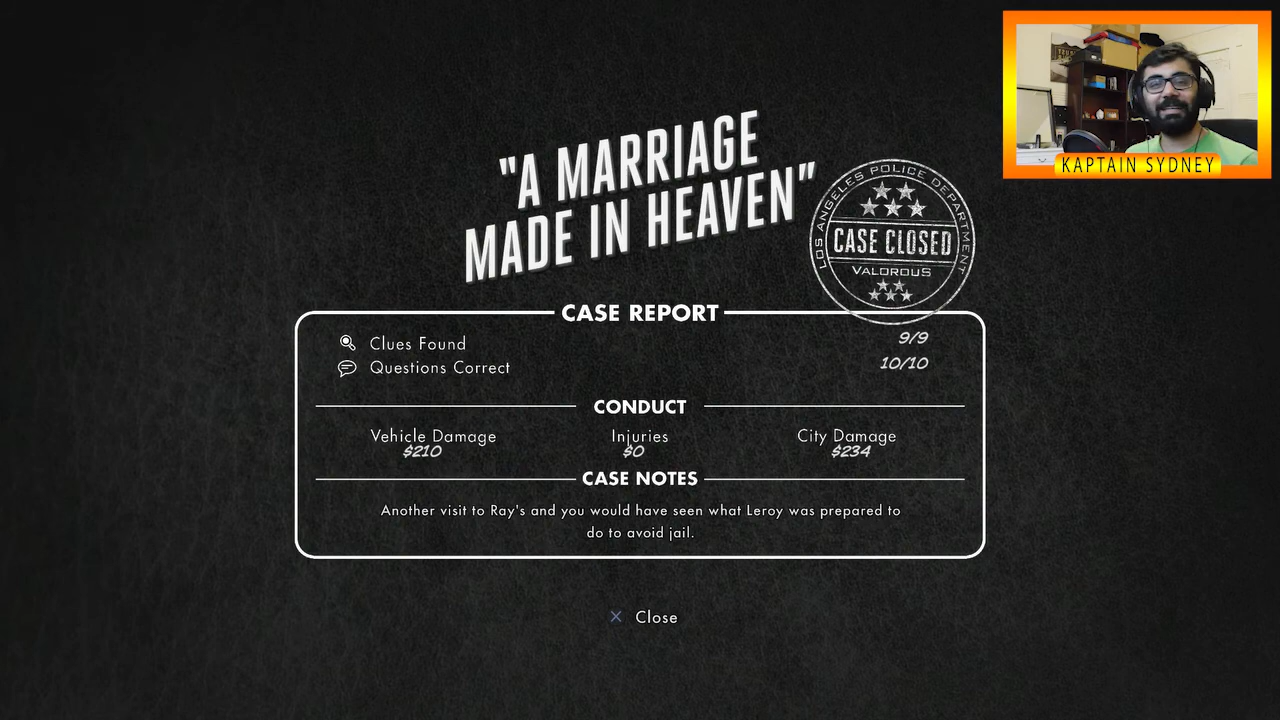 "A MARRIAGE
MADE IN HEAVEN"
LOS ANGELES POLICE DEPARTMENT
CASE CLOSED
VALOROUS
KAPTAIN SYDNEY
CASE REPORT
Clues Found 9/9
Questions Correct 10/10
CONDUCT
Vehicle Damage Injuries City Damage
$210 $0 $234
CASE NOTES
Another visit to Ray's and you would have seen what Leroy was prepared to
do to avoid jail.
Close